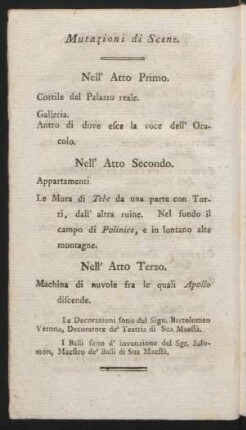 Mutazioni di Scene.
Nell' Atto Primo.
Cortile del Palazzo reale.
Galleria.
Antro di dove esce la voce dell' Ora-
colo.
Nell' Atto Secondo.
Appartamenti
Le Mura di Tebe da una parte con Tor-
ri, dall' altra ruine. Nel fondo il
campo di Polinice, e in lontano alte
montagne.
Nell' Atto Terzo.
Machina di nuvole fra le quali Apollo
discende.
Le Decorazioni sono dal Sign. Bartolomeo
Verona, Decoratore de' Teatria di Sua Maestà.
I Balli sono d' invenzione del Sgr. Salo-
mon, Maestro de' Balli di Sua Maestà.